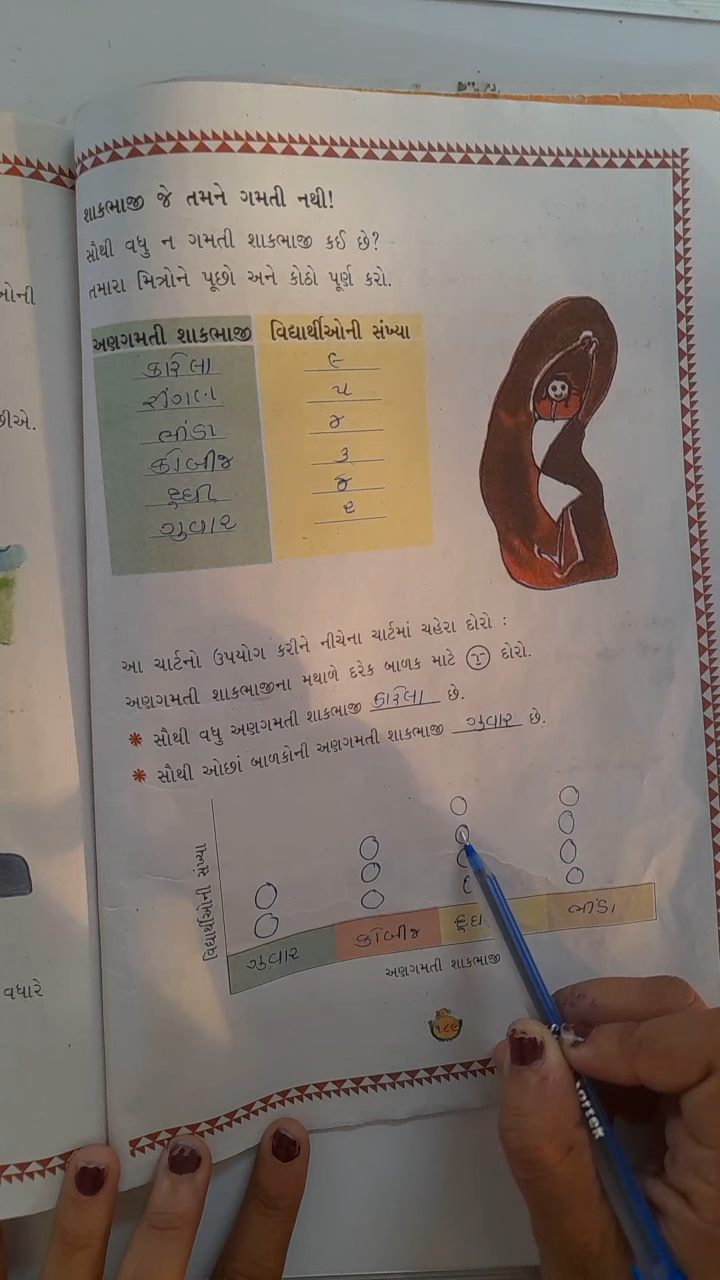 શાકભાજી જે તમને ગમતી નથી!
સૌથી વધુ ન ગમતી શાકભાજી કઈ છે?
તમારા મિત્રોને પૂછો અને કોઠો પૂર્ણ કરો.
અણગમતી શાકભાજી વિદ્યાર્થીઓની સંખ્યા
કારેલા ૯
રીંગણા ૫
ભીંડા ૪
કોબીજ ૩
દૂધી ૪
ગુવાર ૨
આ ચાર્ટનો ઉપયોગ કરીને નીચેના ચાર્ટમાં ચહેરા દોરો :
અણગમતી શાકભાજીના મથાળે દરેક બાળક માટે દોરો.
* સૌથી વધુ અણગમતી શાકભાજી કારેલા છે.
* સૌથી ઓછાં બાળકોની અણગમતી શાકભાજી ગુવાર છે.
વિદ્યાર્થીઓની સંખ્યા
ગુવાર કોબીજ દૂધી ભીંડા
અણગમતી શાકભાજી
૧૮૯
વધારે